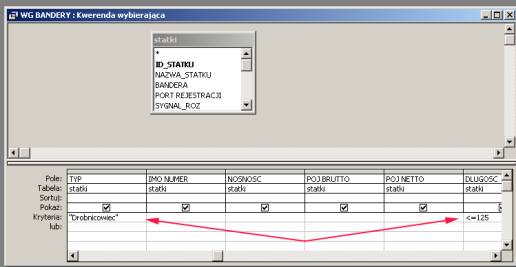 WG BANDERY : Kwerenda wybierająca
statki
*
ID_STATKU
NAZWA_STATKU
BANDERA
PORT REJESTRACJI
SYGNAL_ROZ
Pole: TYP IMO NUMER NOSNOSC POJ BRUTTO POJ NETTO DLUGOSC
Tabela: statki statki statki statki statki statki
Sortuj:
Pokaż:
Kryteria: "Drobnicowiec" <=125
lub: